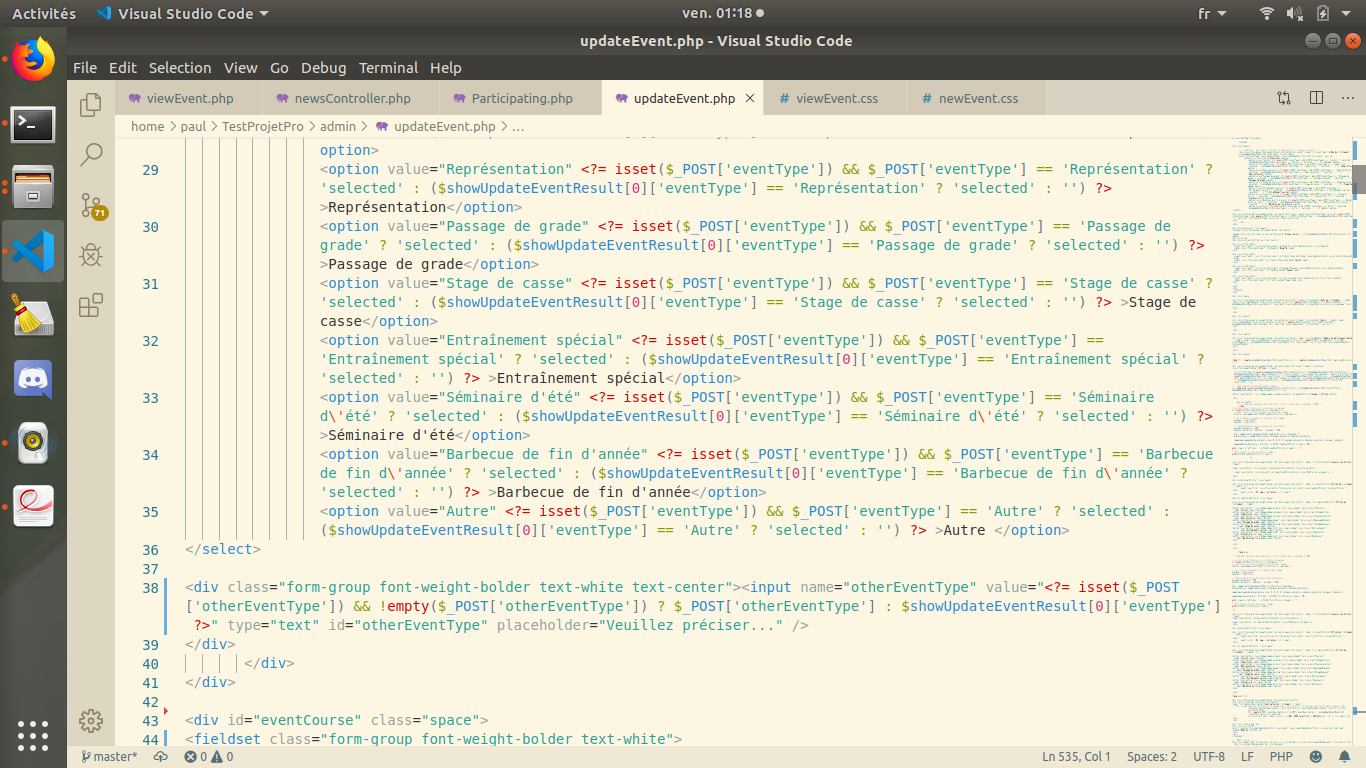 Activités Visual Studio Code ven. 01:18 fr
updateEvent.php - Visual Studio Code
File Edit Selection View Go Debug Terminal Help
viewEvent.php newsController.php Participating.php updateEvent.php # viewEvent.css # newEvent.css
home > paul > TestProjetPro > admin > updateEvent.php > ...
option>
29 <option value="Représentation" <?= isset($_POST['eventType']) && $_POST['eventType'] == 'Représentation' ?
'selected' : ($showUpdateEventResult[0]['eventType'] == 'Représentation' ? 'selected' : '') ?>
>Représentation</option>
30 <option value="Passage de grade" <?= isset($_POST['eventType']) && $_POST['eventType'] == 'Passage de
grade' ? 'selected' : ($showUpdateEventResult[0]['eventType'] == 'Passage de grade' ? 'selected' : '') ?>
>Passage de grade</option>
31 <option value="Stage de casse" <?= isset($_POST['eventType']) && $_POST['eventType'] == 'Stage de casse' ?
'selected' : ($showUpdateEventResult[0]['eventType'] == 'Stage de casse' ? 'selected' : '') ?> >Stage de
casse</option>
32 <option value="Entraînement spécial" <?= isset($_POST['eventType']) && $_POST['eventType'] ==
'Entraînement spécial' ? 'selected' : ($showUpdateEventResult[0]['eventType'] == 'Entraînement spécial' ?
'selected' : '') ?> >Entraînement spécial</option>
33 <option value="Séminaire d'été" <?= isset($_POST['eventType']) && $_POST['eventType'] == 'Séminaire
d\'été' ? 'selected' : ($showUpdateEventResult[0]['eventType'] == 'Séminaire d\'été' ? 'selected' : '') ?>
>Séminaire d'été</option>
34 <option value="Barbecue de fin d'année" <?= isset($_POST['eventType']) && $_POST['eventType'] == 'Barbecue
de fin d\'année' ? 'selected' : ($showUpdateEventResult[0]['eventType'] == 'Barbecue de fin d\'année' ?
'selected' : '') ?> >Barbecue de fin d'année</option>
35 <option value="Autre" <?= isset($_POST['eventType']) && $_POST['eventType'] == 'Autre' ? 'selected' :
($showUpdateEventResult[0]['eventType'] == 'Autre' ? 'selected' : '') ?> >Autre </option>
36 </select>
37
38 <div class="form-group font-weight-bolder text-white text-center"><input name="otherEventType" value="<?= isset($_POST
['otherEventType']) && !empty($_POST['otherEventType']) ? $_POST['otherEventType'] : $showUpdateEventResult[0]['eventType']
?>" type="text" id="otherEventType" placeholder="Veuillez préciser..." />
39 </div>
40 </div>
41 </div>
42
43 <div id="eventCourse" class="space">
44 <fieldset class="form-group font-weight-bolder text-white">
71
master* 0 0 Ln 535, Col 1 Spaces: 2 UTF-8 LF PHP